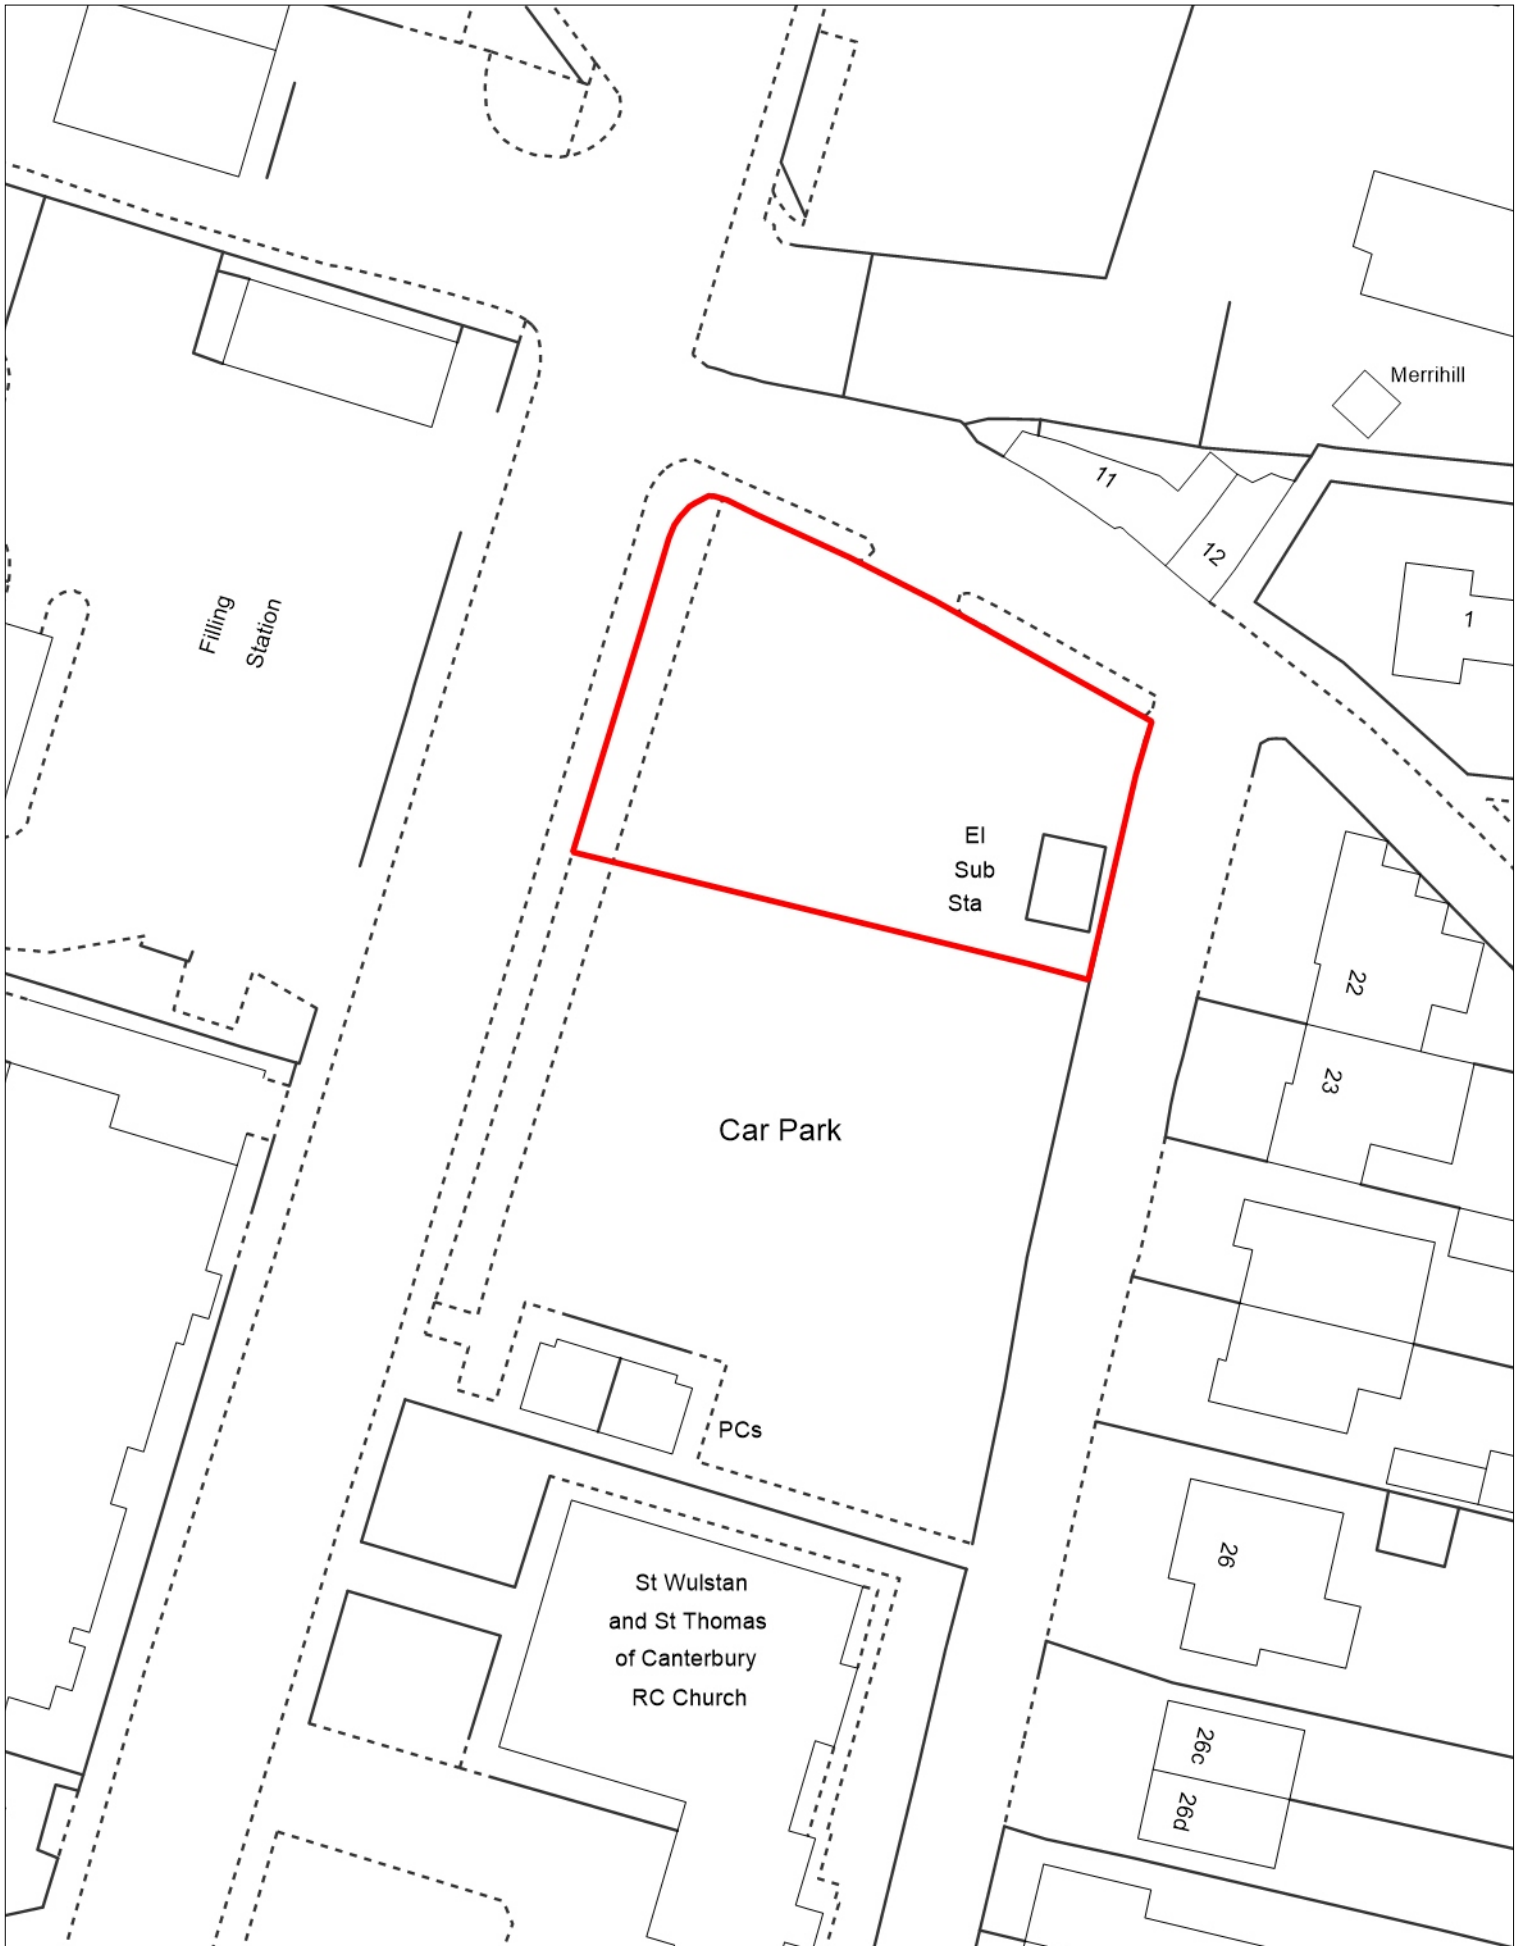 Merrihill
11
12
1
Filling
Station
El
Sub
Sta
22
23
Car Park
PCs
26
St Wulstan
and St Thomas
of Canterbury
RC Church
26c
26d